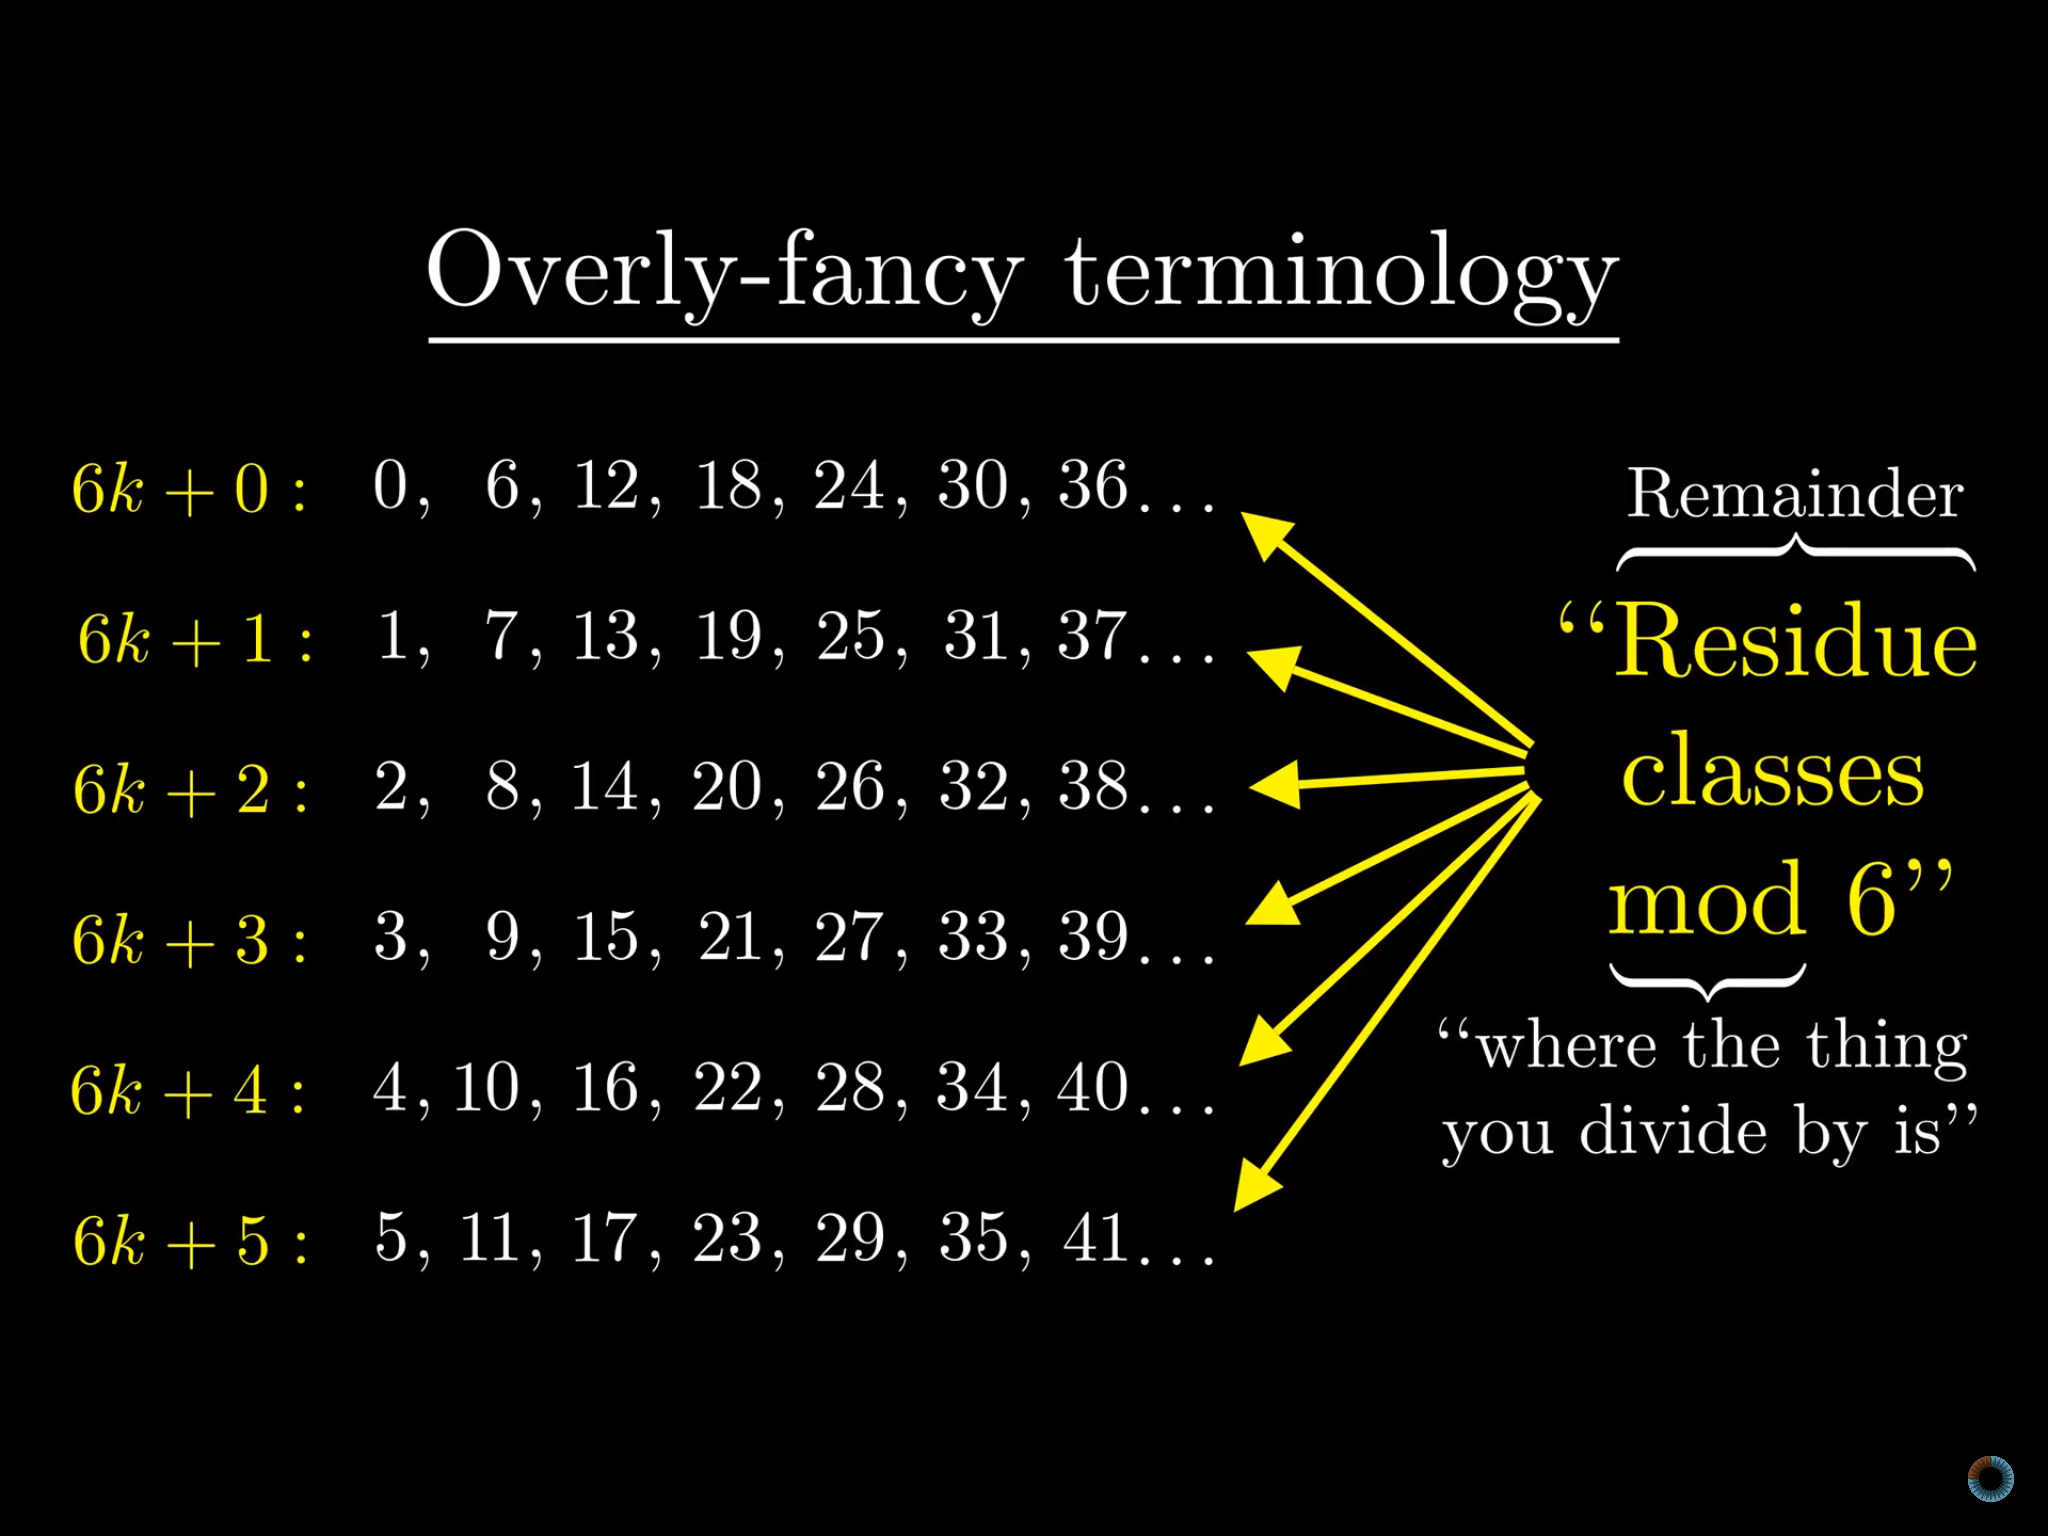 Overly-fancy terminology
6k + 0 : 0, 6, 12, 18, 24, 30, 36...
6k + 1 : 1, 7, 13, 19, 25, 31, 37...
6k + 2 : 2, 8, 14, 20, 26, 32, 38...
6k + 3 : 3, 9, 15, 21, 27, 33, 39...
6k + 4 : 4, 10, 16, 22, 28, 34, 40...
6k + 5 : 5, 11, 17, 23, 29, 35, 41...
Remainder
“Residue
classes
mod 6”
“where the thing
you divide by is”